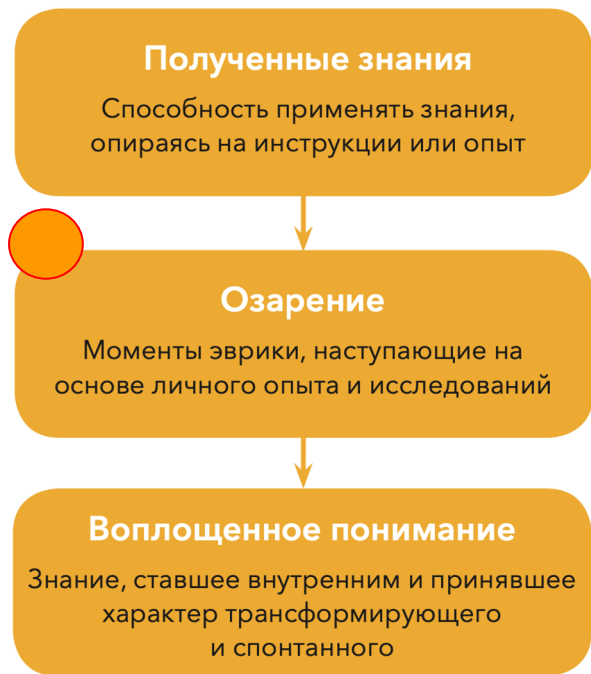 Полученные знания
Способность применять знания,
опираясь на инструкции или опыт
Озарение
Моменты эврики, наступающие на
основе личного опыта и исследований
Воплощенное понимание
Знание, ставшее внутренним и принявшее
характер трансформирующего
и спонтанного